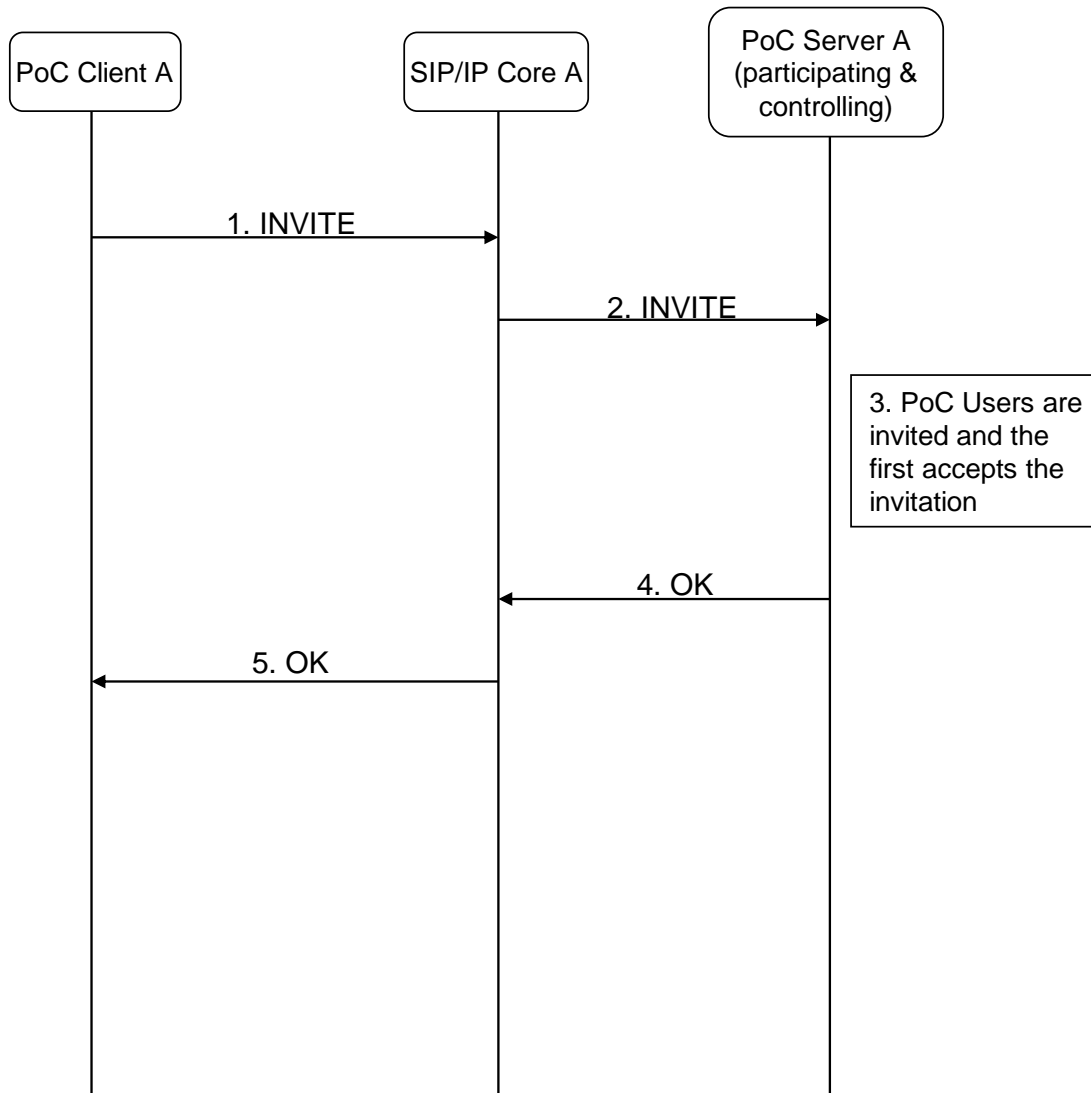 PoC Client A
SIP/IP Core A
PoC Server A
(participating &
controlling)
1. INVITE
2. INVITE
3. PoC Users are
invited and the
first accepts the
invitation
4. OK
5. OK